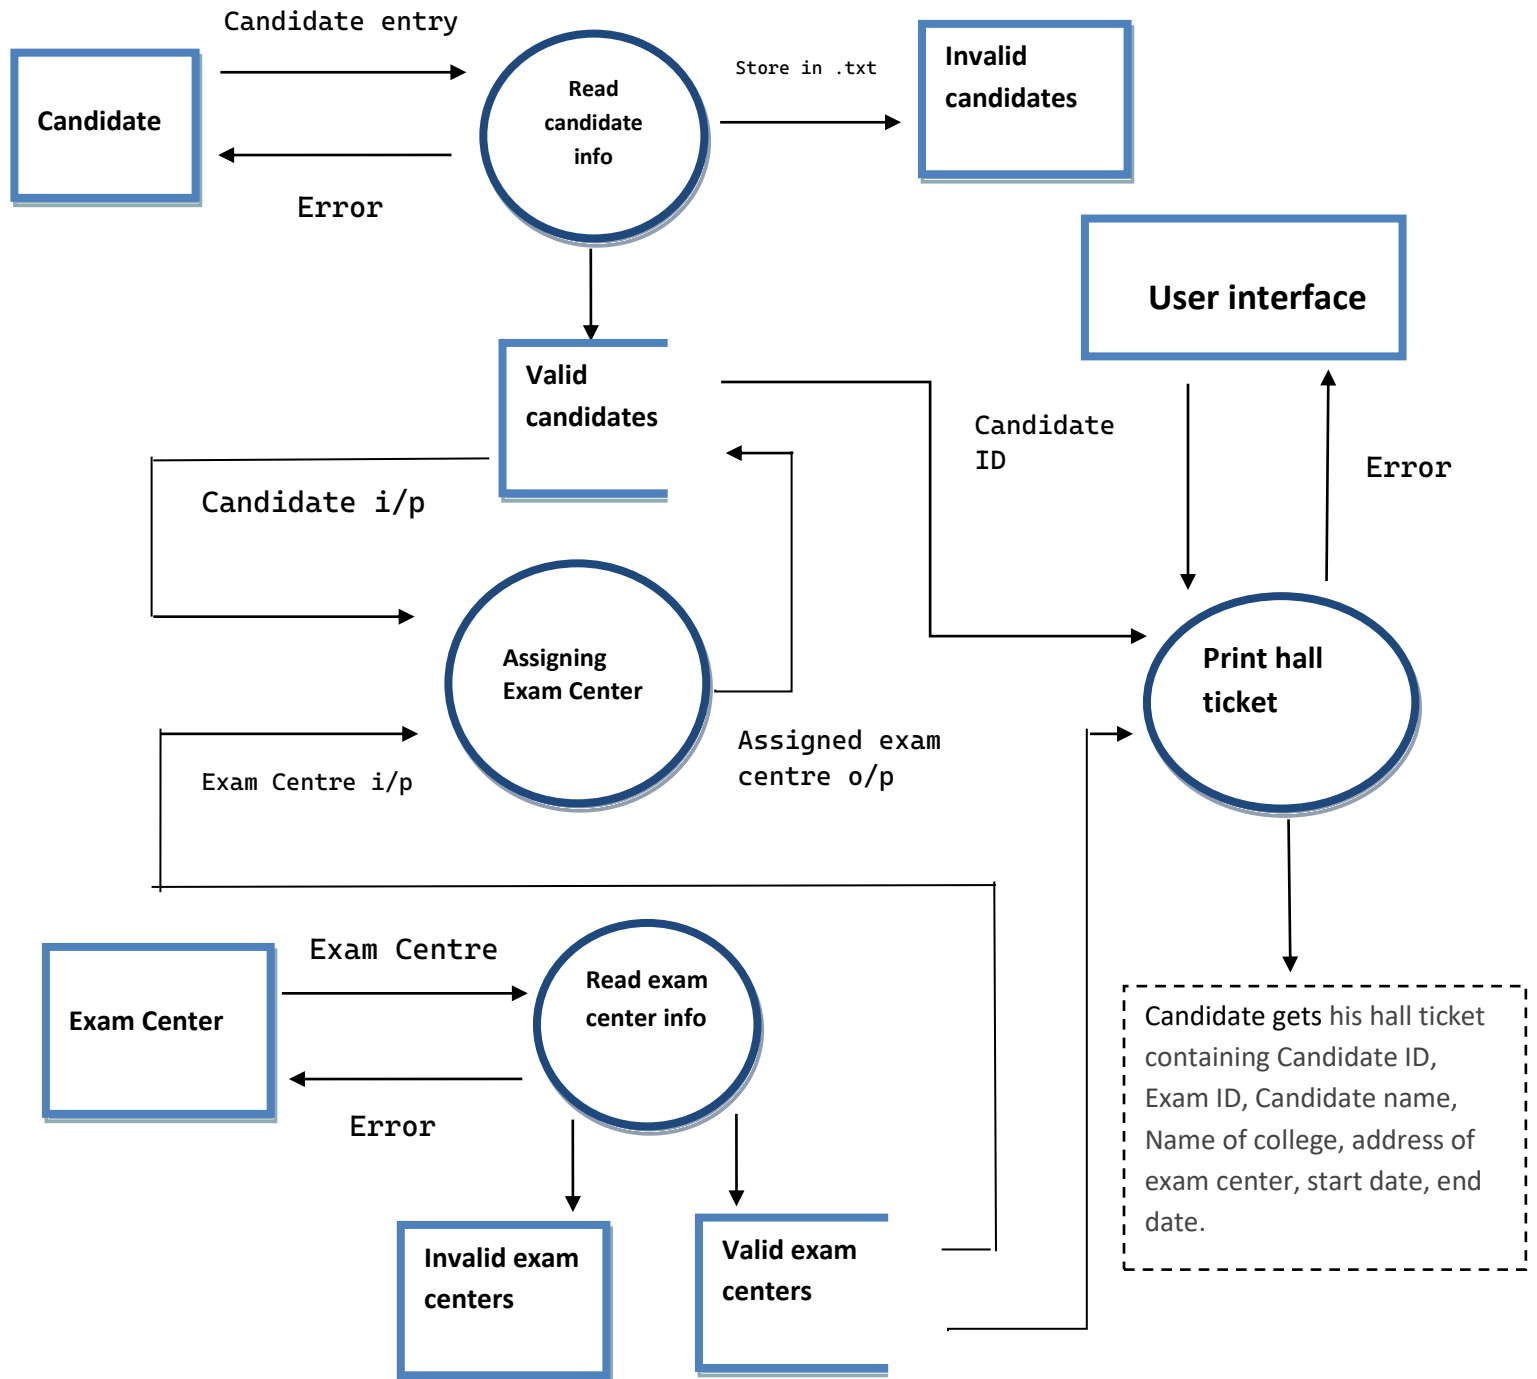 Candidate entry
Candidate
Read
candidate
info
Store in .txt
Invalid
candidates
Error
User interface
Valid
candidates
Candidate
ID
Error
Candidate i/p
Assigning
Exam Center
Print hall
ticket
Exam Centre i/p
Assigned exam
centre o/p
Exam Centre
Exam Center
Read exam
center info
Error
Candidate gets his hall ticket
containing Candidate ID,
Exam ID, Candidate name,
Name of college, address of
exam center, start date, end
date.
Invalid exam
centers
Valid exam
centers